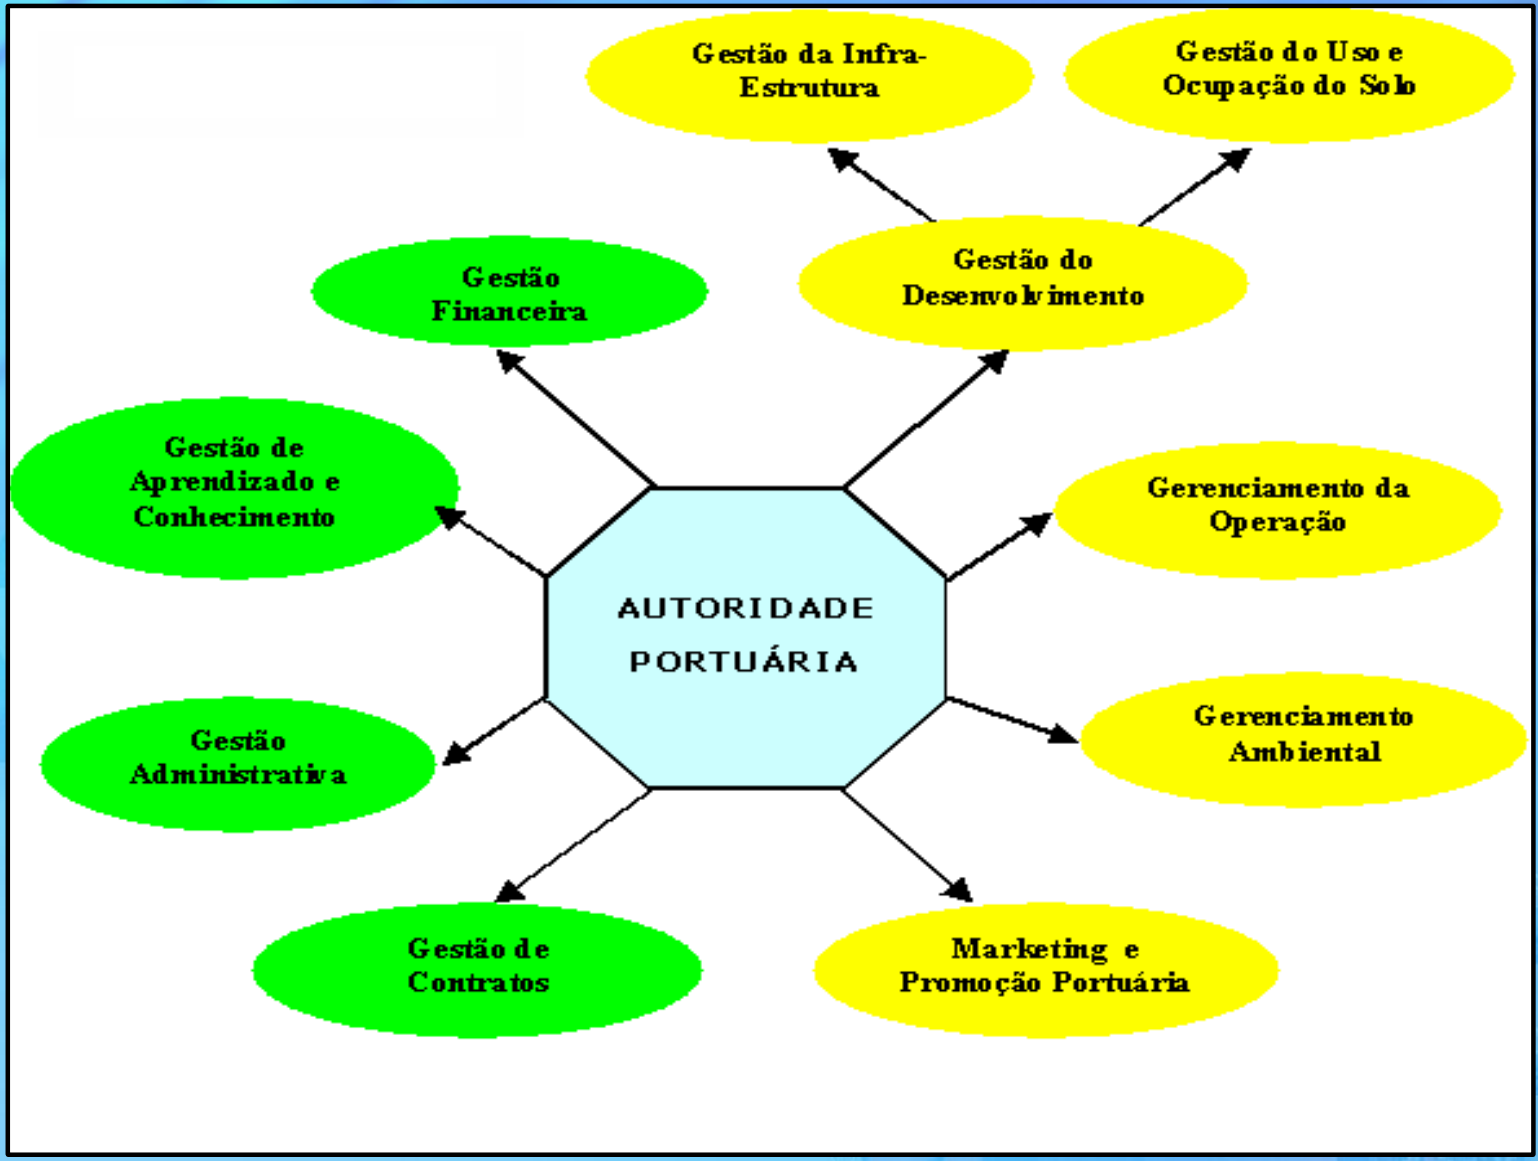 Gestão da Infra-
Estrutura
Gestão do Uso e
Ocupação do Solo
Gestão
Financeira
Gestão do
Desenvolvimento
Gestão de
Aprendizado e
Conhecimento
Gerenciamento da
Operação
AUTORIDADE
PORTUÁRIA
Gestão
Administrativa
Gerenciamento
Ambiental
Gestão de
Contratos
Marketing e
Promoção Portuária